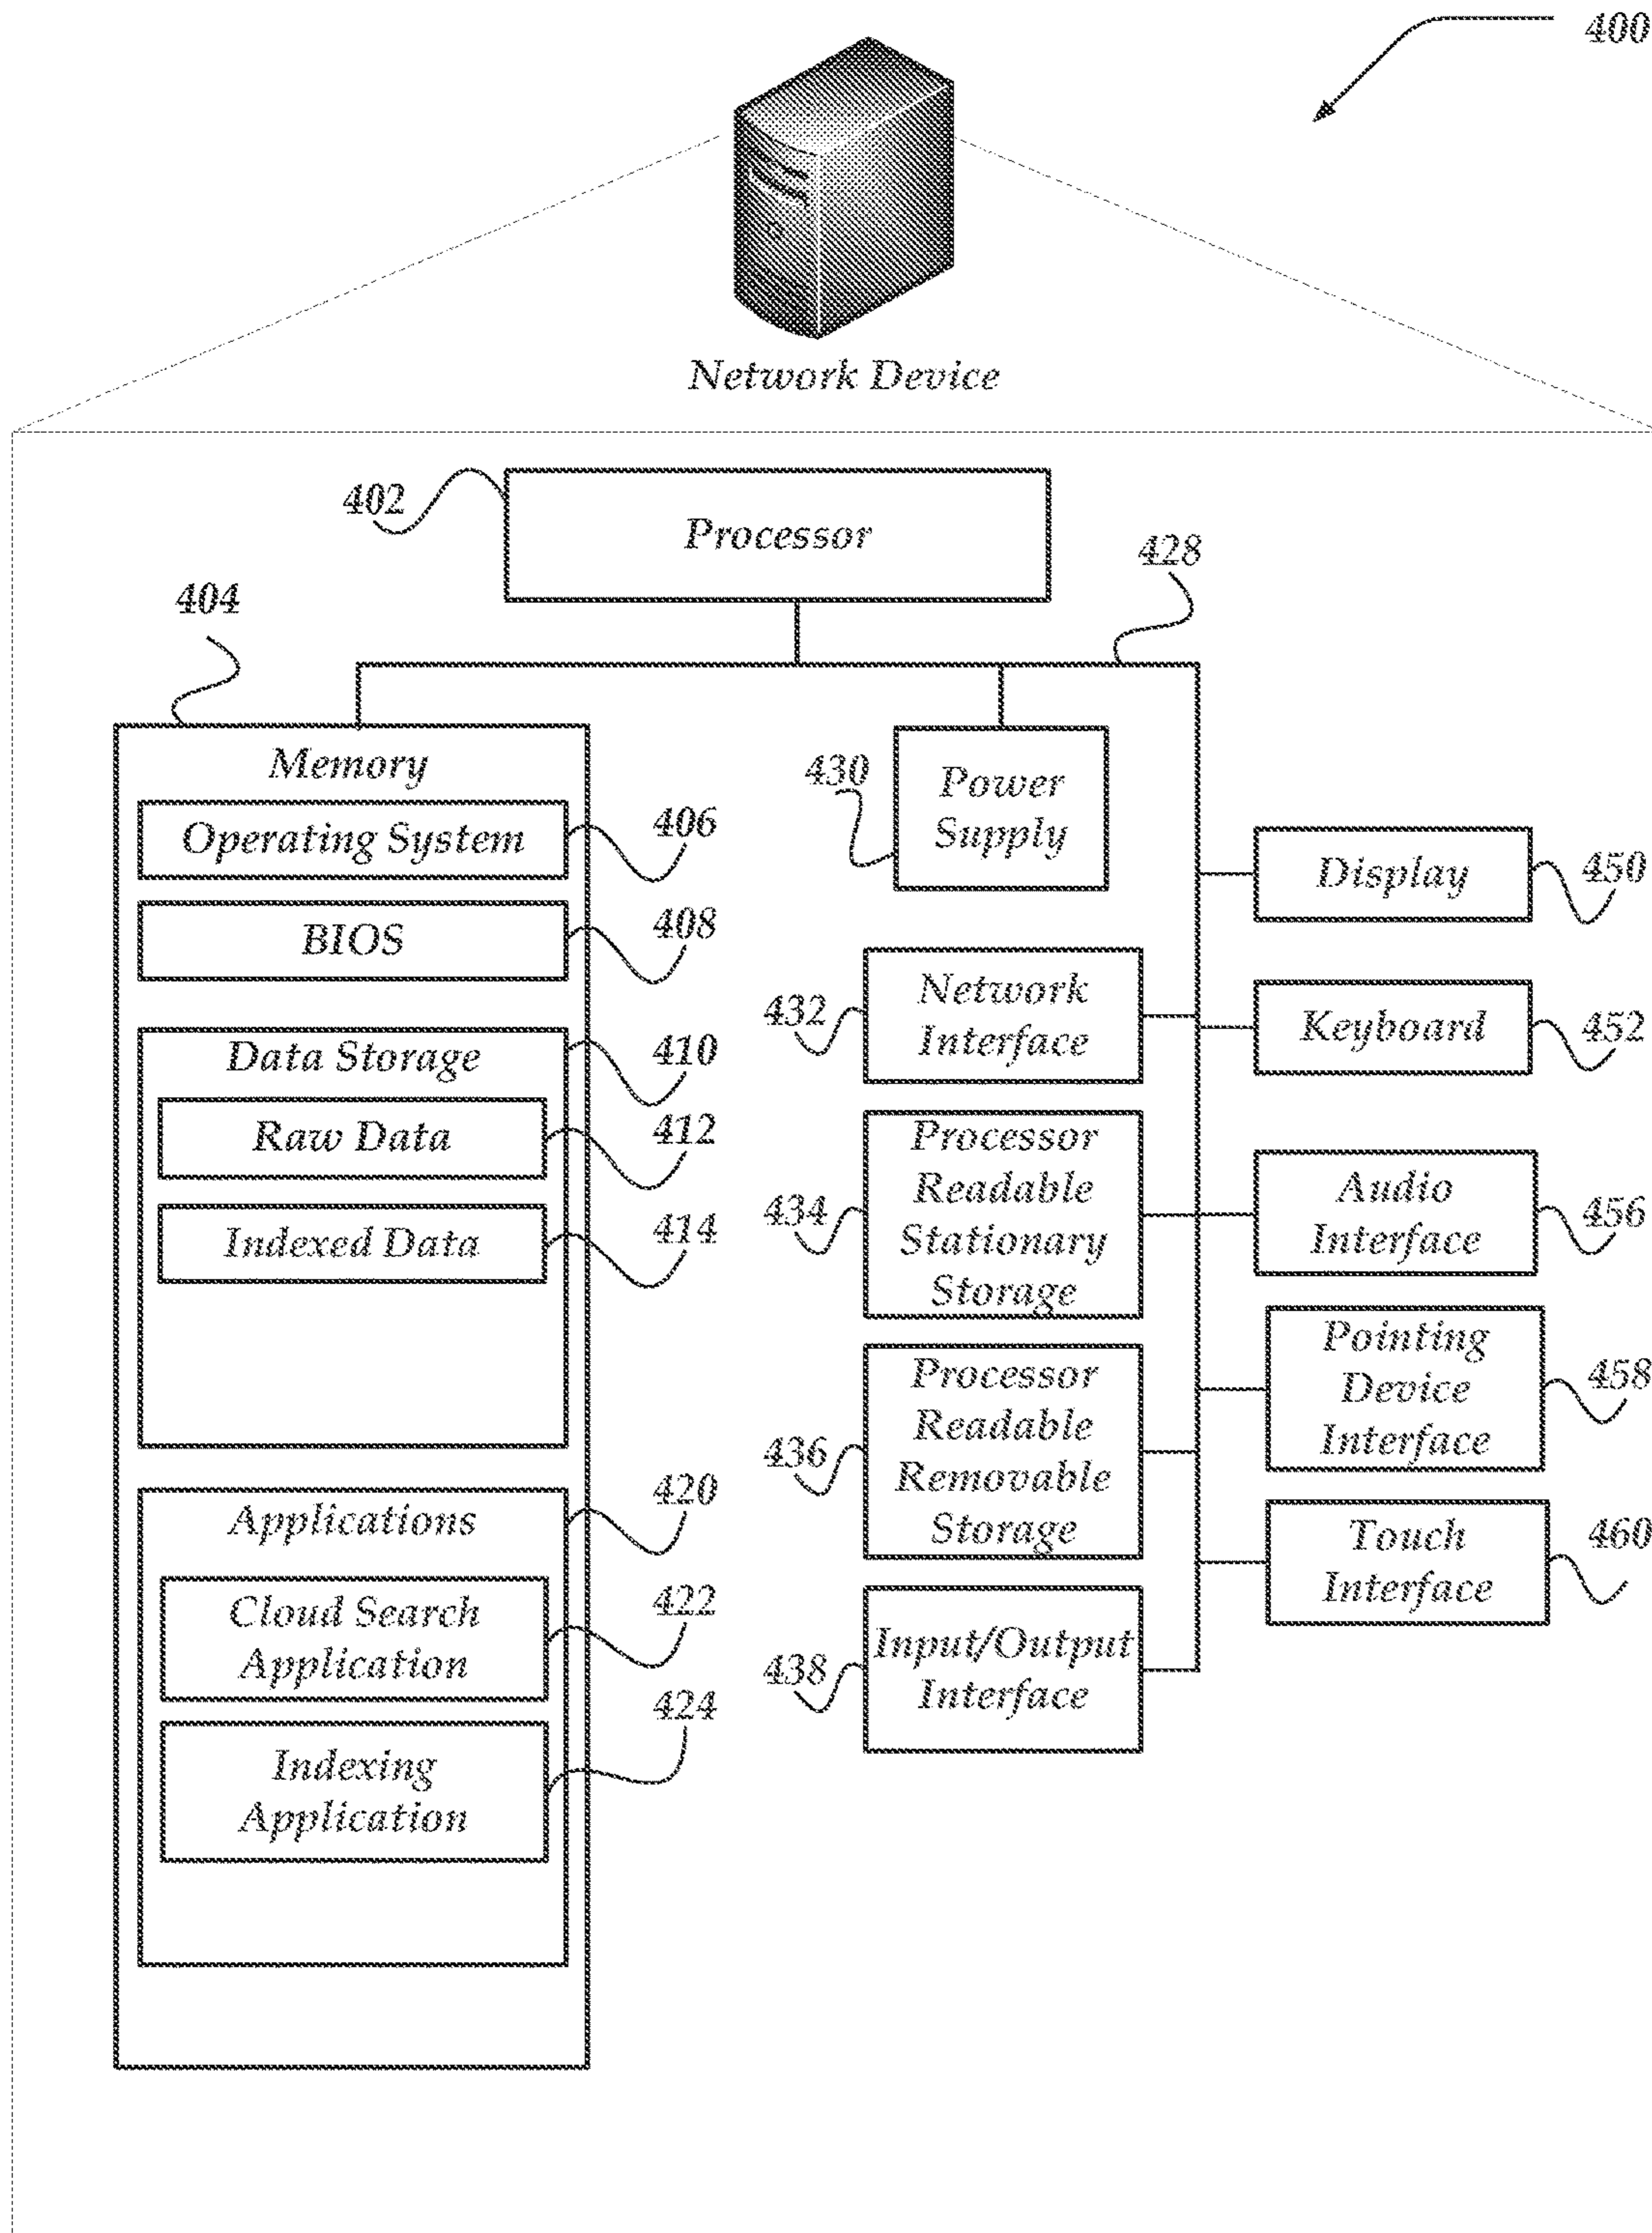 400
Network Device
402
Processor
428
404
Memory
Operating System
406
BIOS
408
Data Storage
410
Raw Data
412
Indexed Data
414
Applications
420
Cloud Search
Application
422
Indexing
Application
424
430
Power
Supply
432
Network
Interface
434
Processor
Readable
Stationary
Storage
436
Processor
Readable
Removable
Storage
438
Input/Output
Interface
Display
450
Keyboard
452
Audio
Interface
456
Pointing
Device
Interface
458
Touch
Interface
460